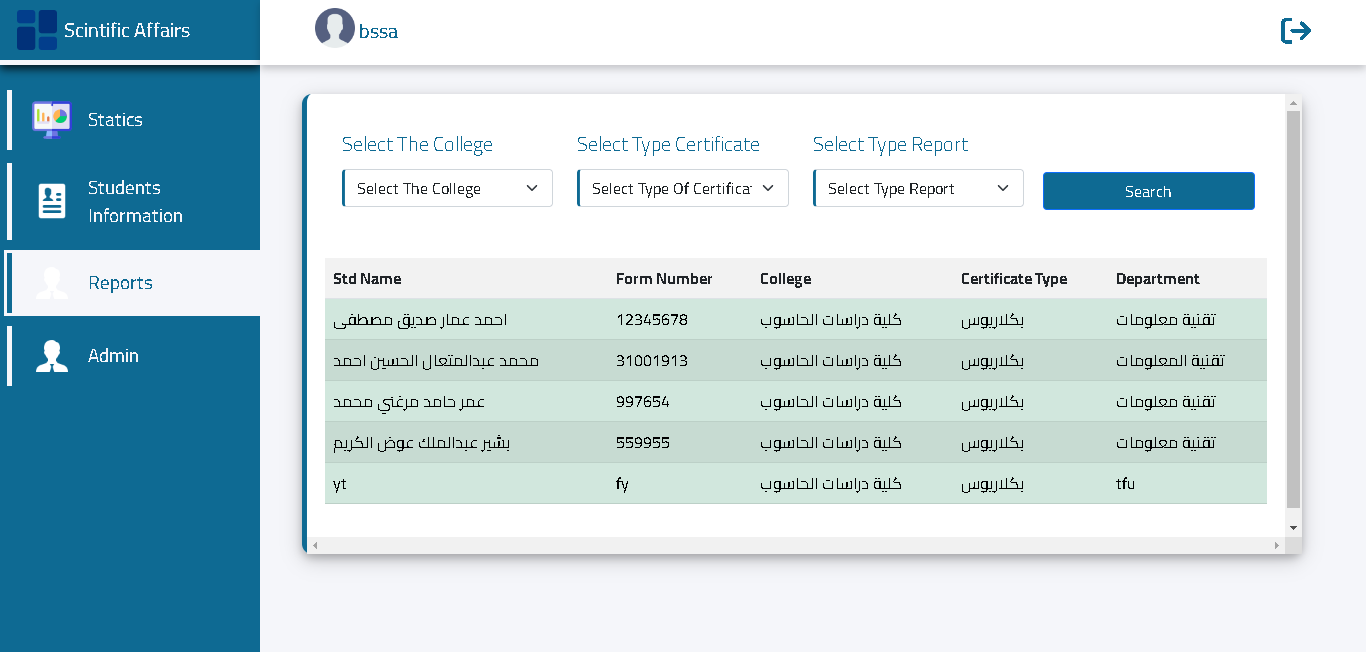 Scintific Affairs
bssa
Statics
Students
Information
Reports
Admin
Select The College Select Type Certificate Select Type Report
Select The College Select Type Of Certificat Select Type Report Search
Std Name Form Number College Certificate Type Department
احمد عمار صديق مصطفى 12345678 كلية دراسات الحاسوب بكلاريوس تقنية معلومات
محمد عبدالمتعال الحسين احمد 31001913 كلية دراسات الحاسوب بكلاريوس تقنية المعلومات
عمر حامد مرغني محمد 997654 كلية دراسات الحاسوب بكلاريوس تقنية معلومات
بشير عبدالملك عوض الكريم 559955 كلية دراسات الحاسوب بكلاريوس تقنية معلومات
yt fy كلية دراسات الحاسوب بكلاريوس tfu